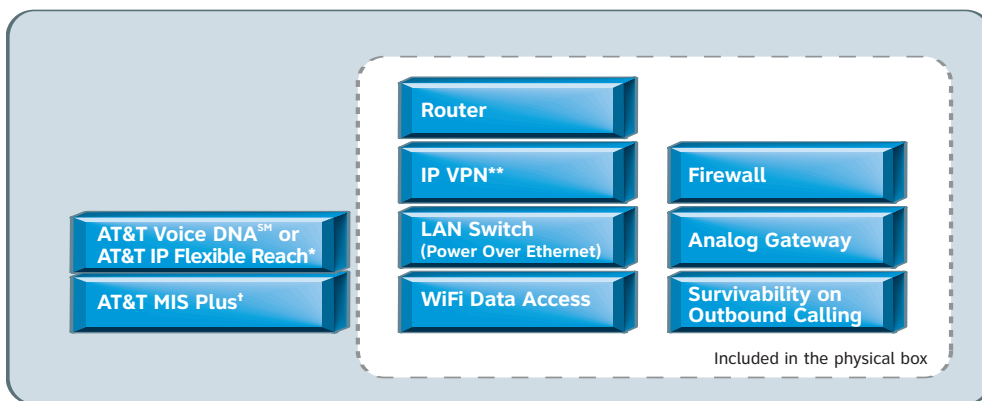 AT&T Voice DNA℠ or
AT&T IP Flexible Reach*
AT&T MIS Plus†
Router
IP VPN**
LAN Switch
(Power Over Ethernet)
WiFi Data Access
Firewall
Analog Gateway
Survivability on
Outbound Calling
Included in the physical box